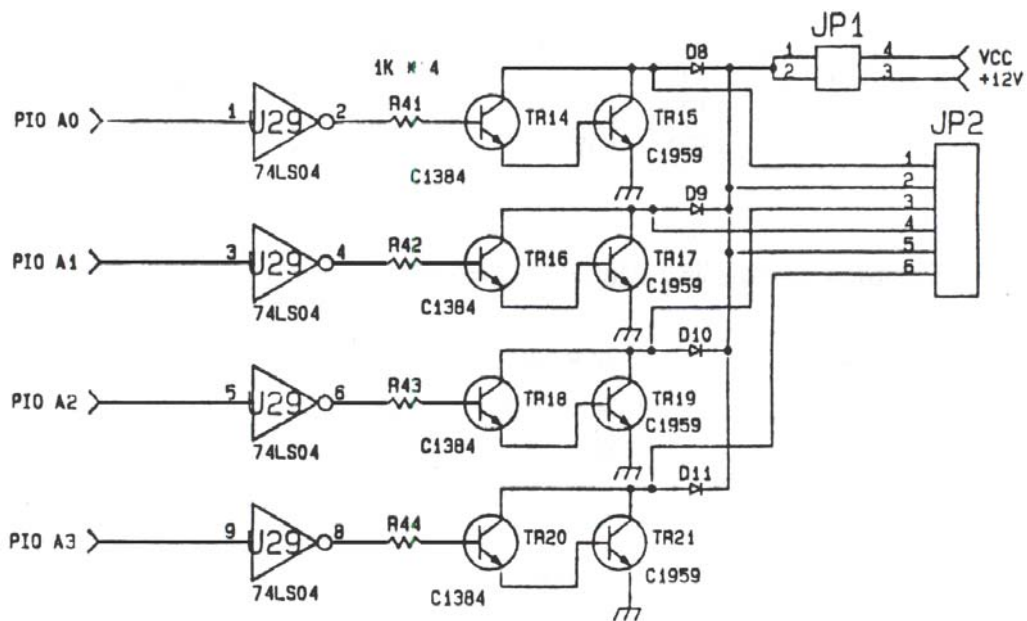 JP1
D8
1
4
VCC
2
3
+12V
1K * 4
PIO A0
1
U29
2
R41
TR14
TR15
JP2
74LS04
C1384
C1959
1
2
3
4
5
6
D9
PIO A1
3
U29
4
R42
TR16
TR17
74LS04
C1384
C1959
D10
PIO A2
5
U29
6
R43
TR18
TR19
74LS04
C1384
C1959
D11
PIO A3
9
U29
8
R44
TR20
TR21
74LS04
C1384
C1959